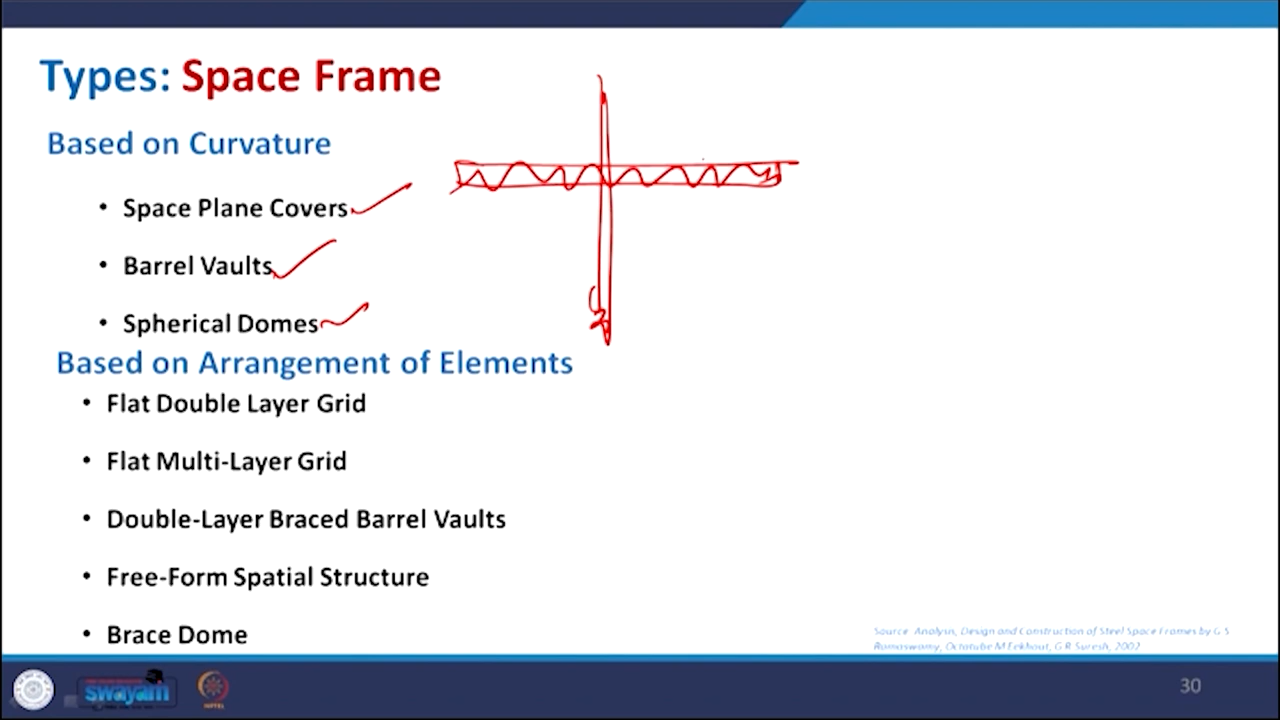 Types: Space Frame
Based on Curvature
• Space Plane Covers
• Barrel Vaults
• Spherical Domes
Based on Arrangement of Elements
• Flat Double Layer Grid
• Flat Multi-Layer Grid
• Double-Layer Braced Barrel Vaults
• Free-Form Spatial Structure
• Brace Dome
Source: Analysis, Design and Construction of Steel Space Frames by G.S
Ramaswamy, Octatube M Eekhout, G R Suresh, 2002
swayam
NPTEL
30